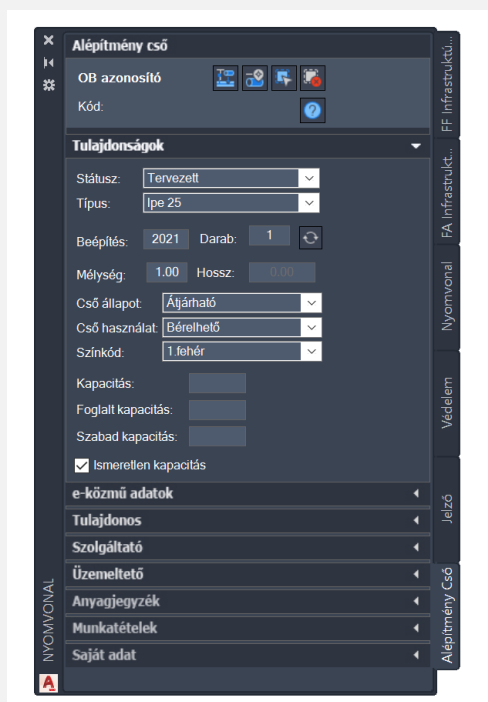 Alépítmény cső
OB azonosító
Kód:
Tulajdonságok
Státusz: Tervezett
Típus: lpe 25
Beépítés: 2021 Darab: 1
Mélység: 1.00 Hossz: 0.00
Cső állapot: Átjárható
Cső használat: Bérelhető
Színkód: 1.fehér
Kapacitás:
Foglalt kapacitás:
Szabad kapacitás:
Ismeretlen kapacitás
e-közmű adatok
Tulajdonos
Szolgáltató
Üzemeltető
Anyagjegyzék
Munkatételek
Saját adat
NYOMVONAL
FF Infrastruktú...
FA Infrastrukt...
Nyomvonal
Védelem
Jelző
Alépítmény Cső